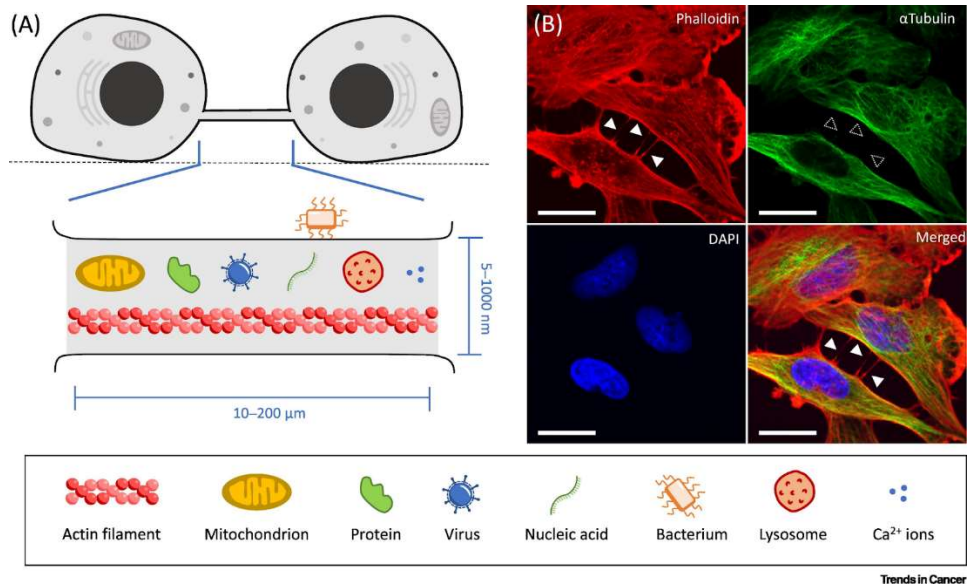 (A)
5–1000 nm
10–200 µm
(B)
Phalloidin
αTubulin
DAPI
Merged
Actin filament
Mitochondrion
Protein
Virus
Nucleic acid
Bacterium
Lysosome
Ca²⁺ ions
Trends in Cancer